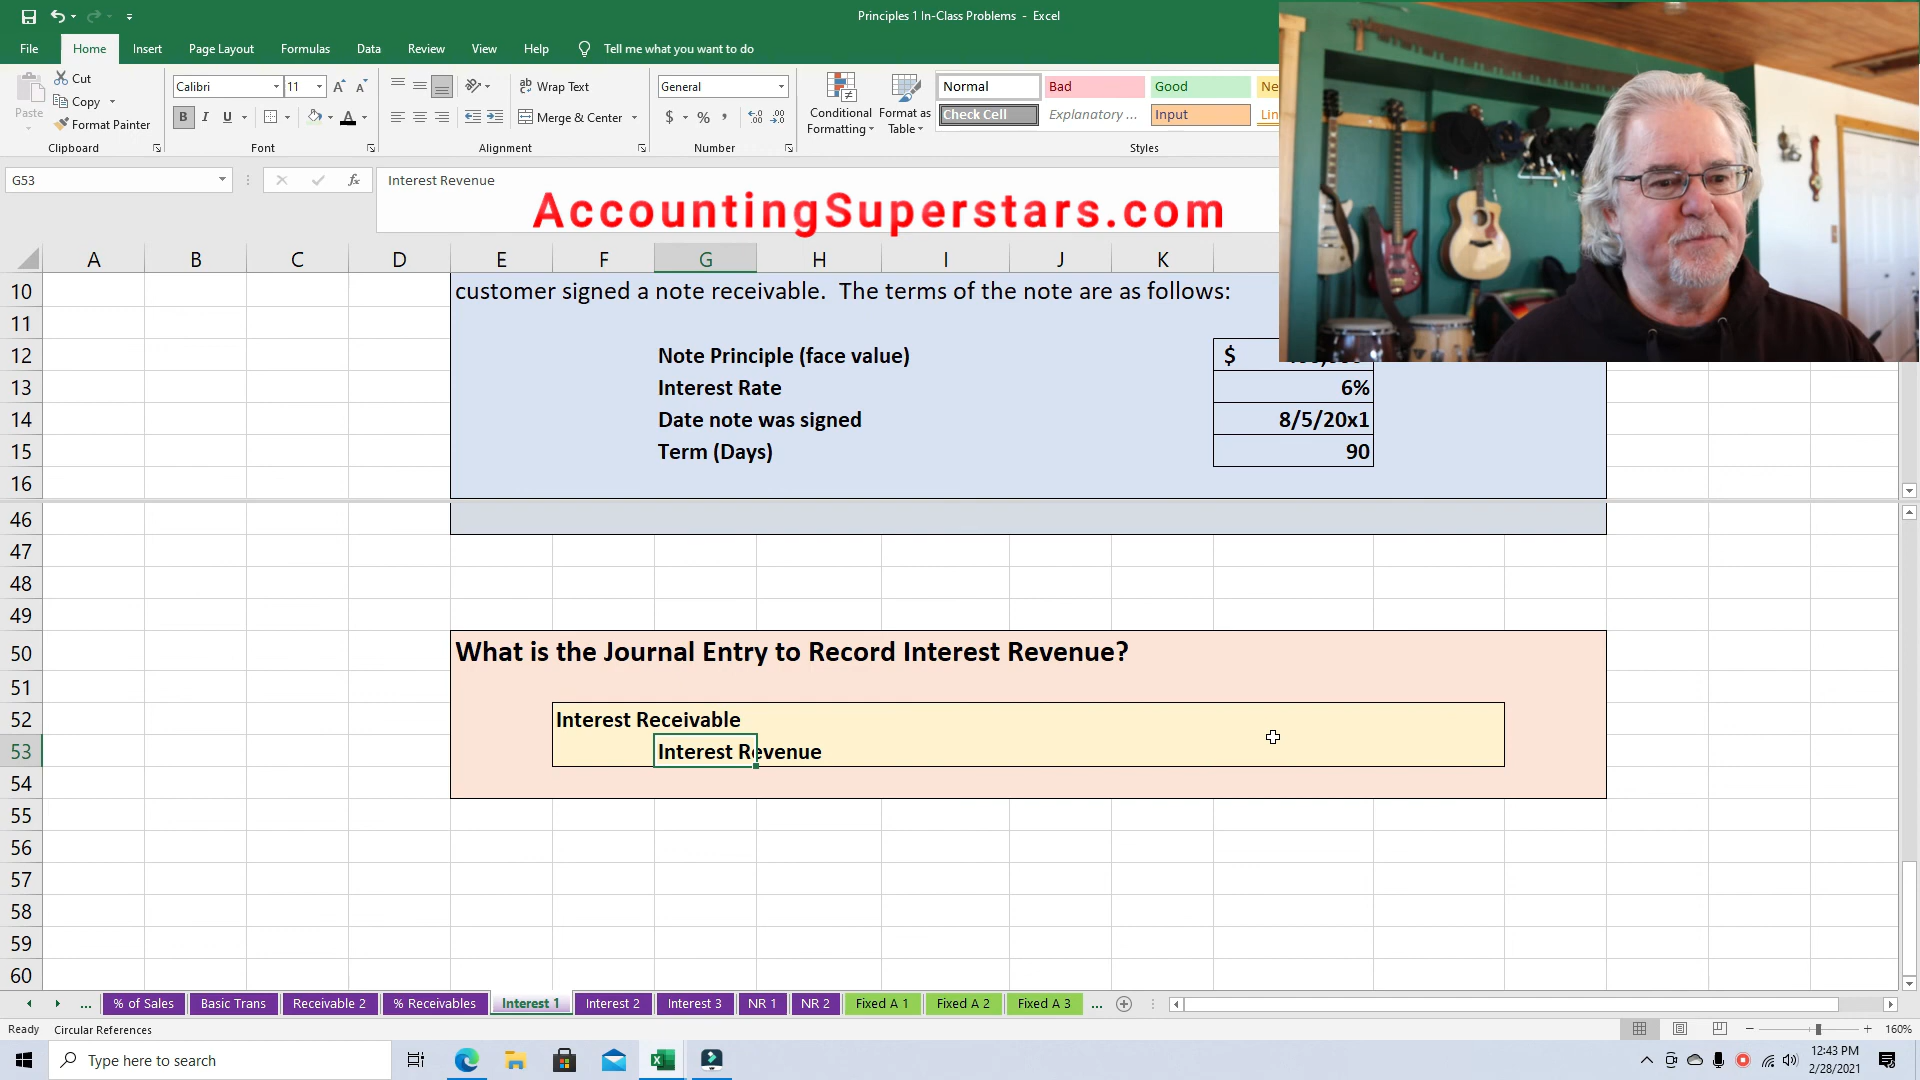 Principles 1 In-Class Problems - Excel
File Home Insert Page Layout Formulas Data Review View Help Tell me what you want to do
Paste
Cut
Copy
Format Painter
Clipboard
Calibri 11
B I U
Font
Wrap Text
Merge & Center
Alignment
General
$ % ,
Number
Conditional Formatting
Format as Table
Normal Bad Good Ne
Check Cell Explanatory ... Input Lin
Styles
G53 fx Interest Revenue
AccountingSuperstars.com
A B C D E F G H I J K
10 customer signed a note receivable. The terms of the note are as follows:
11
12 Note Principle (face value) $
13 Interest Rate 6%
14 Date note was signed 8/5/20x1
15 Term (Days) 90
16
46
47
48
49
50 What is the Journal Entry to Record Interest Revenue?
51
52 Interest Receivable
53 Interest Revenue
54
55
56
57
58
59
60
... % of Sales Basic Trans Receivable 2 % Receivables Interest 1 Interest 2 Interest 3 NR 1 NR 2 Fixed A 1 Fixed A 2 Fixed A 3 ...
Ready Circular References 160%
Type here to search
12:43 PM
2/28/2021